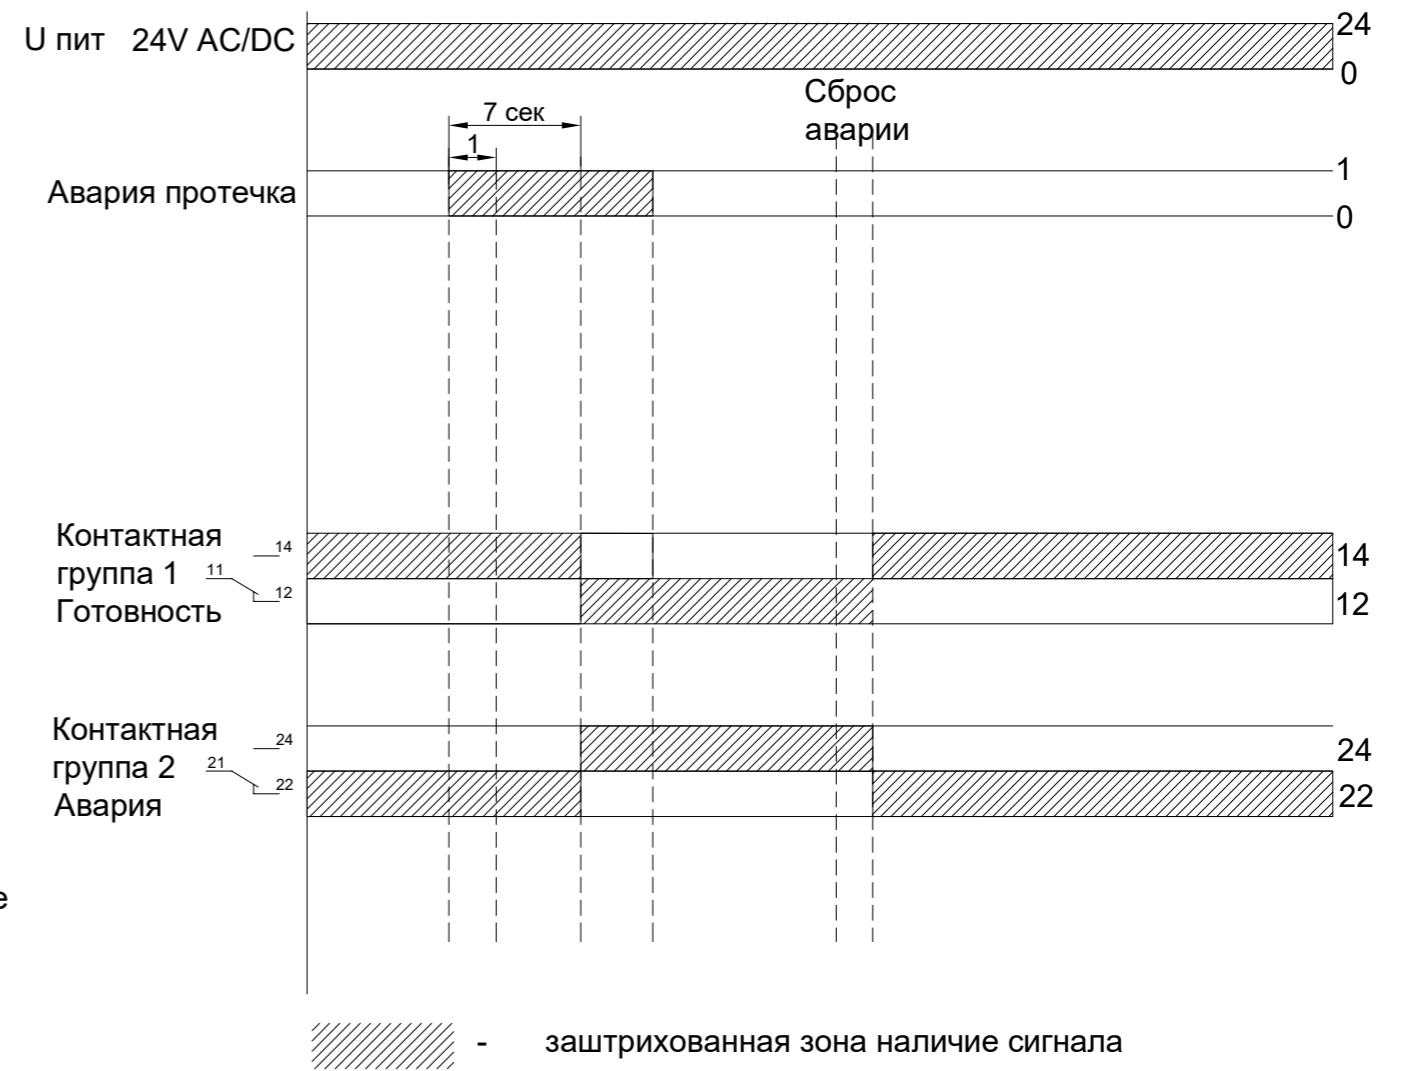 U пит 24V AC/DC
24
0
Сброс
аварии
7 сек
1
Авария протечка
1
0
Контактная
группа 1
Готовность
14
11
12
14
12
Контактная
группа 2
Авария
24
21
22
24
22
е
- заштрихованная зона наличие сигнала